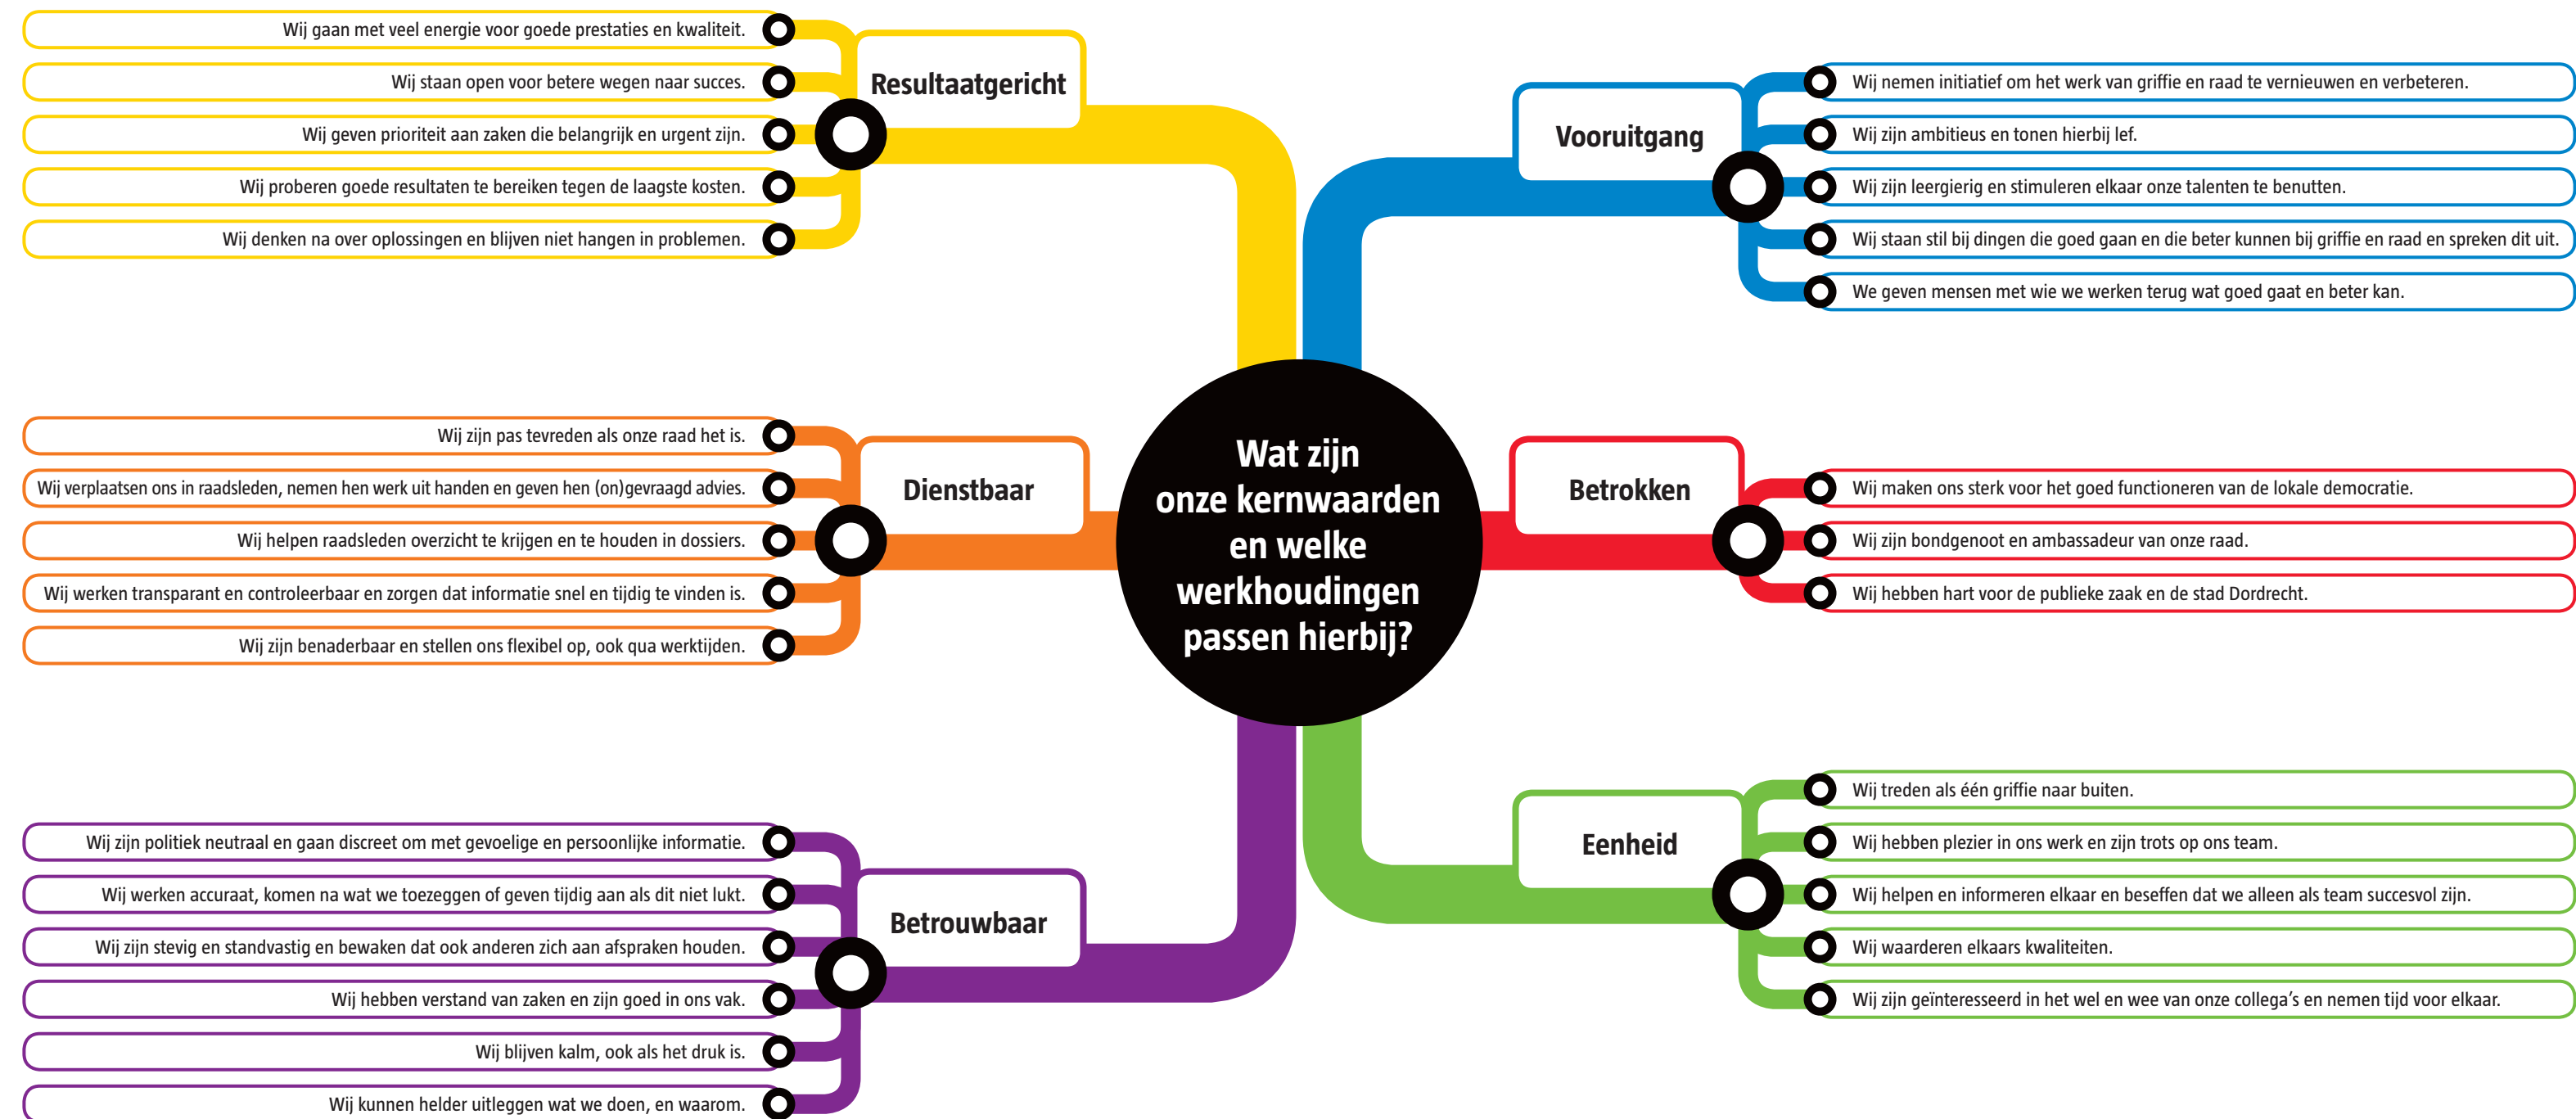 Wat zijn
onze kernwaarden
en welke
werkhoudingen
passen hierbij?
Resultaatgericht
Wij gaan met veel energie voor goede prestaties en kwaliteit.
Wij staan open voor betere wegen naar succes.
Wij geven prioriteit aan zaken die belangrijk en urgent zijn.
Wij proberen goede resultaten te bereiken tegen de laagste kosten.
Wij denken na over oplossingen en blijven niet hangen in problemen.
Dienstbaar
Wij zijn pas tevreden als onze raad het is.
Wij verplaatsen ons in raadsleden, nemen hen werk uit handen en geven hen (on)gevraagd advies.
Wij helpen raadsleden overzicht te krijgen en te houden in dossiers.
Wij werken transparant en controleerbaar en zorgen dat informatie snel en tijdig te vinden is.
Wij zijn benaderbaar en stellen ons flexibel op, ook qua werktijden.
Betrouwbaar
Wij zijn politiek neutraal en gaan discreet om met gevoelige en persoonlijke informatie.
Wij werken accuraat, komen na wat we toezeggen of geven tijdig aan als dit niet lukt.
Wij zijn stevig en standvastig en bewaken dat ook anderen zich aan afspraken houden.
Wij hebben verstand van zaken en zijn goed in ons vak.
Wij blijven kalm, ook als het druk is.
Wij kunnen helder uitleggen wat we doen, en waarom.
Vooruitgang
Wij nemen initiatief om het werk van griffie en raad te vernieuwen en verbeteren.
Wij zijn ambitieus en tonen hierbij lef.
Wij zijn leergierig en stimuleren elkaar onze talenten te benutten.
Wij staan stil bij dingen die goed gaan en die beter kunnen bij griffie en raad en spreken dit uit.
We geven mensen met wie we werken terug wat goed gaat en beter kan.
Betrokken
Wij maken ons sterk voor het goed functioneren van de lokale democratie.
Wij zijn bondgenoot en ambassadeur van onze raad.
Wij hebben hart voor de publieke zaak en de stad Dordrecht.
Eenheid
Wij treden als één griffie naar buiten.
Wij hebben plezier in ons werk en zijn trots op ons team.
Wij helpen en informeren elkaar en beseffen dat we alleen als team succesvol zijn.
Wij waarderen elkaars kwaliteiten.
Wij zijn geïnteresseerd in het wel en wee van onze collega’s en nemen tijd voor elkaar.